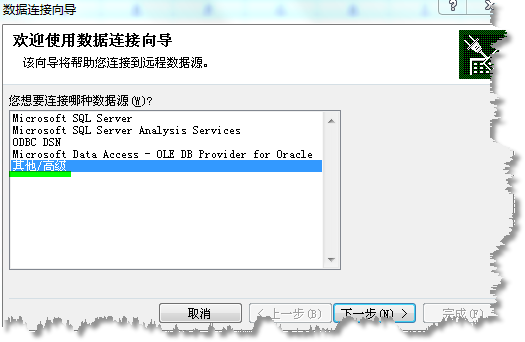 数据连接向导
欢迎使用数据连接向导
该向导将帮助您连接到远程数据源。
您想要连接哪种数据源(W)?
Microsoft SQL Server
Microsoft SQL Server Analysis Services
ODBC DSN
Microsoft Data Access - OLE DB Provider for Oracle
其他/高级
取消
< 上一步(B)
下一步(N) >
完成(F)